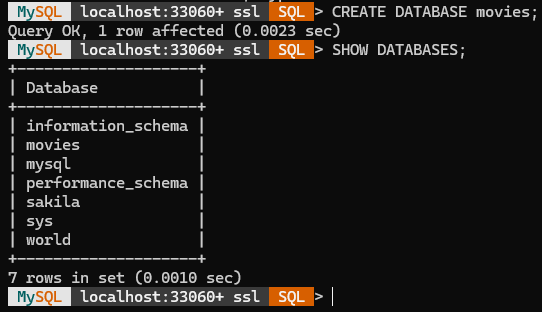 MySQL localhost:33060+ ssl SQL > CREATE DATABASE movies;
Query OK, 1 row affected (0.0023 sec)
MySQL localhost:33060+ ssl SQL > SHOW DATABASES;
+--------------------+
| Database           |
+--------------------+
| information_schema |
| movies             |
| mysql              |
| performance_schema |
| sakila             |
| sys                |
| world              |
+--------------------+
7 rows in set (0.0010 sec)
MySQL localhost:33060+ ssl SQL >